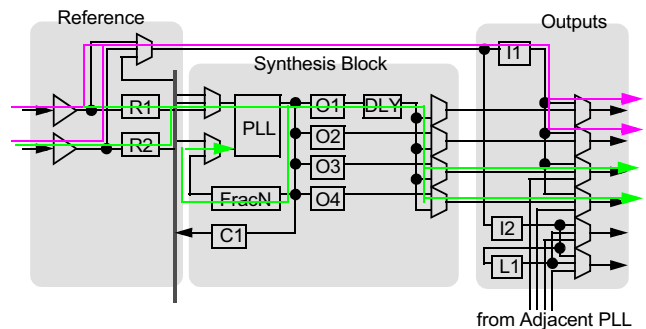 Reference
Outputs
Synthesis Block
I1
R1
O1
DLY
PLL
R2
O2
O3
FracN
O4
C1
I2
L1
from Adjacent PLL